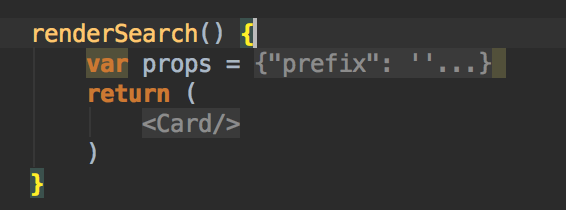 renderSearch() {
var props = {"prefix": ''...}
return (
<Card/>
)
}